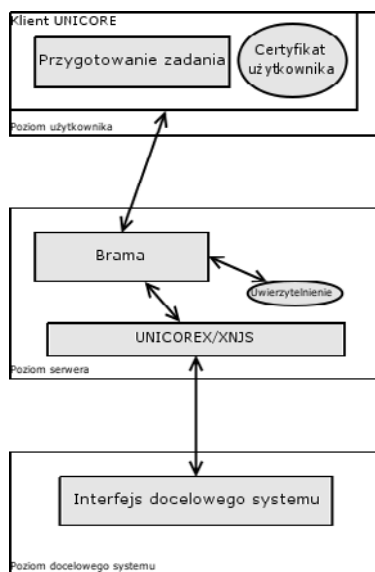 Klient UNICORE
Przygotowanie zadania
Certyfikat
użytkownika
Poziom użytkownika
Brama
Uwierzytelnienie
UNICOREX/XNJS
Poziom serwera
Interfejs docelowego systemu
Poziom docelowego systemu